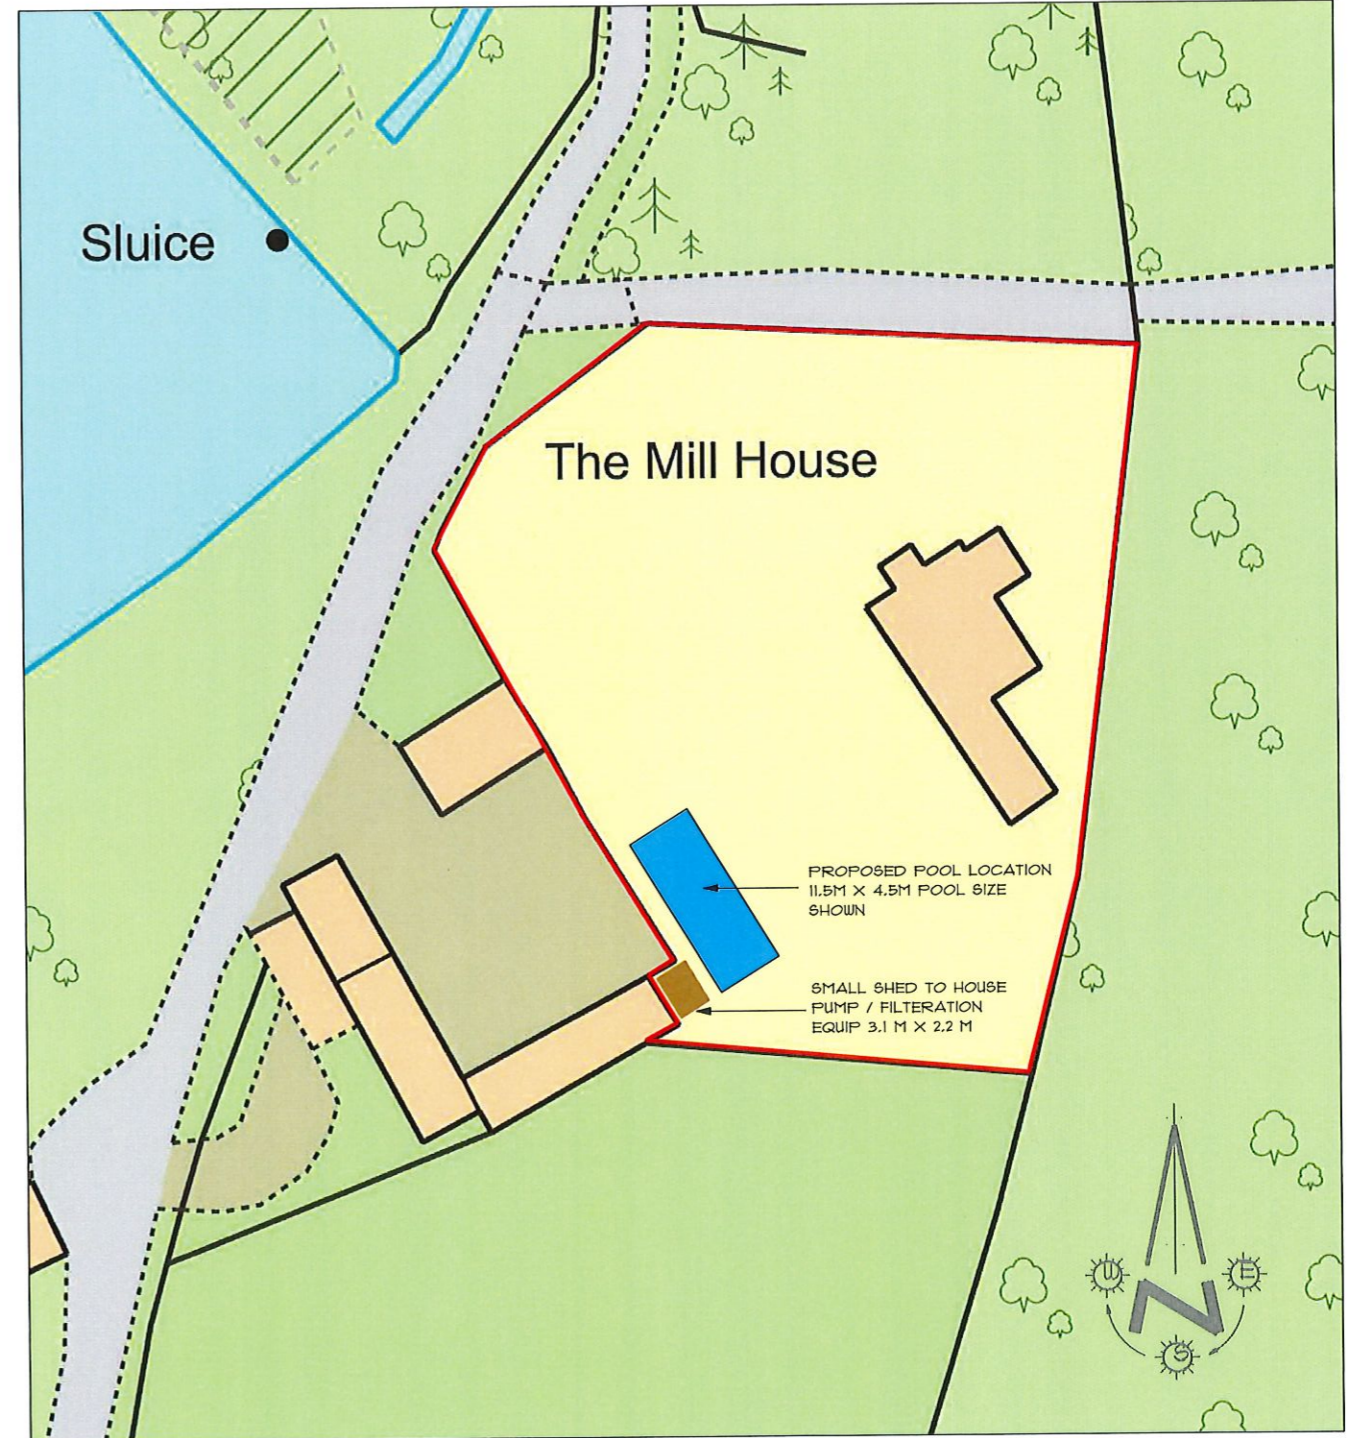 Sluice
The Mill House
PROPOSED POOL LOCATION
11.5M X 4.5M POOL SIZE
SHOWN
SMALL SHED TO HOUSE
PUMP / FILTERATION
EQUIP 3.1 M X 2.2 M
W
E
N
S